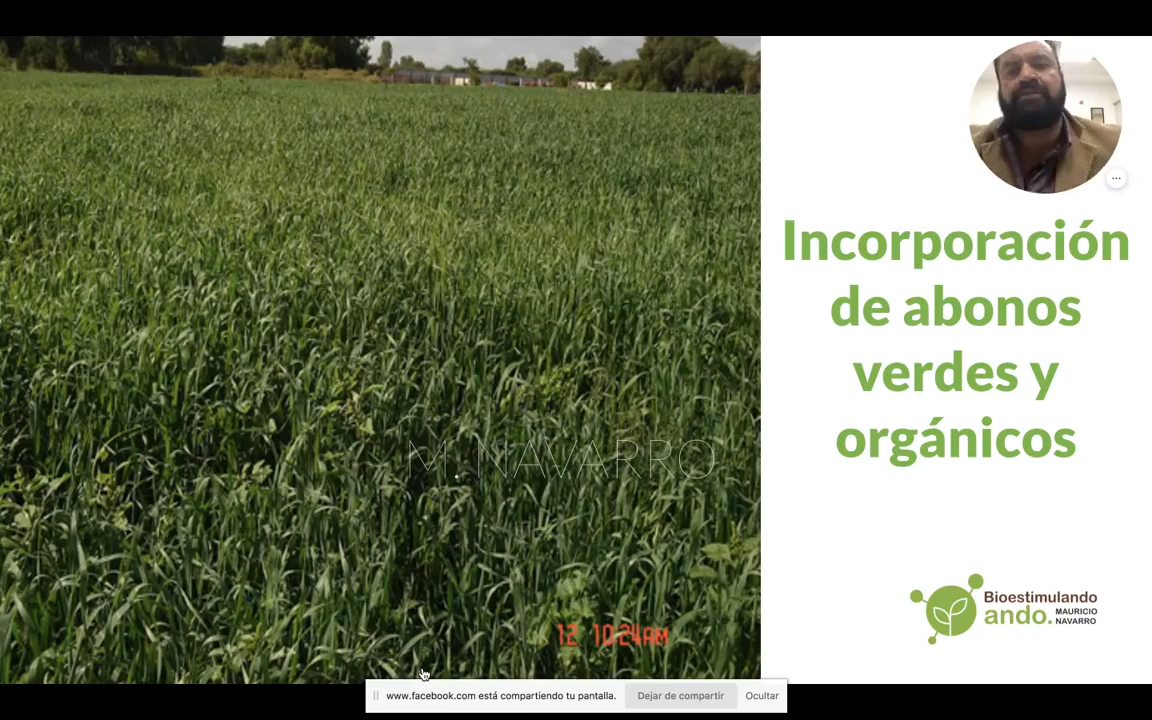 Incorporación
de abonos
verdes y
orgánicos
M. NAVARRO
12 10:24AM
Bioestimulando
ando. MAURICIO
NAVARRO
www.facebook.com está compartiendo tu pantalla. Dejar de compartir Ocultar